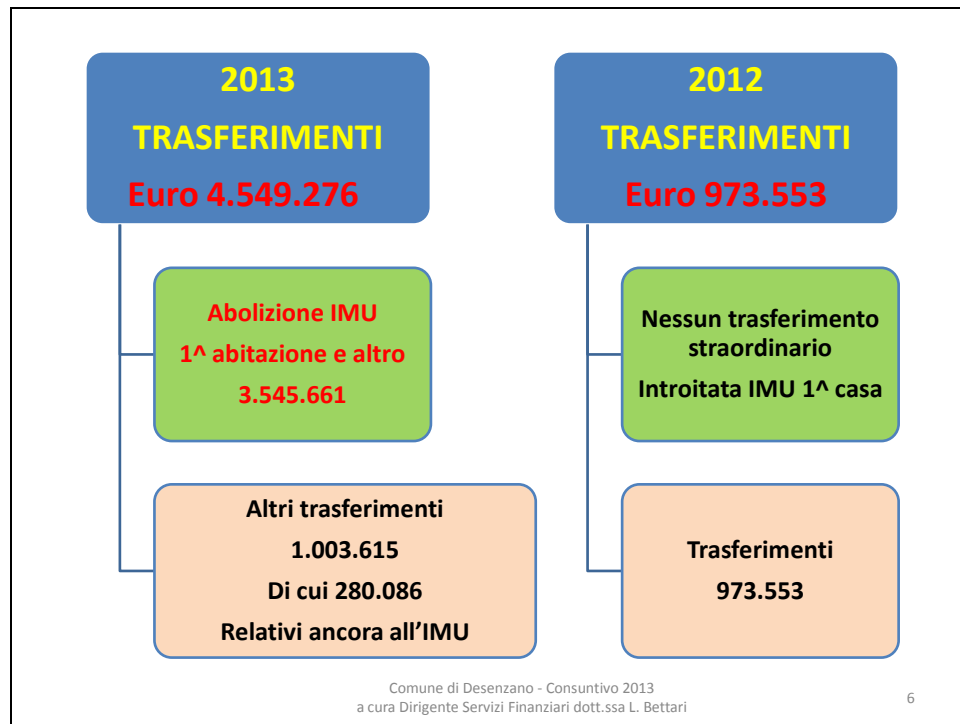 2013
TRASFERIMENTI
Euro 4.549.276
Abolizione IMU
1^ abitazione e altro
3.545.661
Altri trasferimenti
1.003.615
Di cui 280.086
Relativi ancora all'IMU
2012
TRASFERIMENTI
Euro 973.553
Nessun trasferimento
straordinario
Introitata IMU 1^ casa
Trasferimenti
973.553
Comune di Desenzano - Consuntivo 2013
a cura Dirigente Servizi Finanziari dott.ssa L. Bettari
6